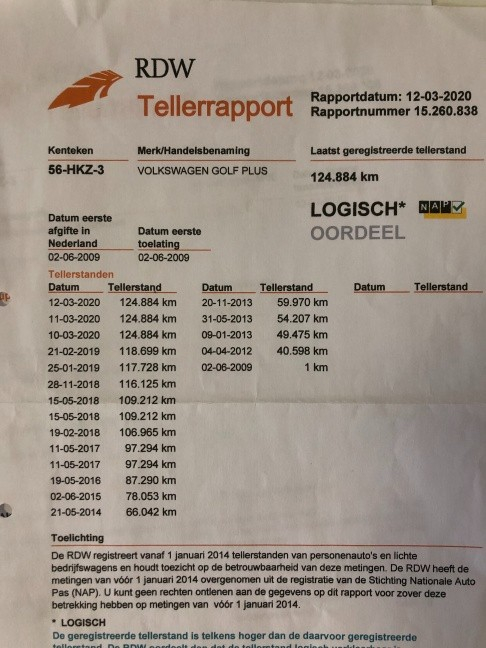 RDW
Tellerrapport
Rapportdatum: 12-03-2020
Rapportnummer 15.260.838
Kenteken Merk/Handelsbenaming Laatst geregistreerde tellerstand
56-HKZ-3 VOLKSWAGEN GOLF PLUS 124.884 km
LOGISCH* NAP
OORDEEL
Datum eerste
afgifte in Datum eerste
Nederland toelating
02-06-2009 02-06-2009
Tellerstanden
Datum Tellerstand Datum Tellerstand Datum Tellerstand
12-03-2020 124.884 km 20-11-2013 59.970 km
11-03-2020 124.884 km 31-05-2013 54.207 km
10-03-2020 124.884 km 09-01-2013 49.475 km
21-02-2019 118.699 km 04-04-2012 40.598 km
25-01-2019 117.728 km 02-06-2009 1 km
28-11-2018 116.125 km
15-05-2018 109.212 km
15-05-2018 109.212 km
19-02-2018 106.965 km
11-05-2017 97.294 km
11-05-2017 97.294 km
19-05-2016 87.290 km
02-06-2015 78.053 km
21-05-2014 66.042 km
Toelichting
De RDW registreert vanaf 1 januari 2014 tellerstanden van personenauto's en lichte
bedrijfswagens en houdt toezicht op de betrouwbaarheid van deze metingen. De RDW heeft de
metingen van vóór 1 januari 2014 overgenomen uit de registratie van de Stichting Nationale Auto
Pas (NAP). U kunt geen rechten ontlenen aan de gegevens op dit rapport voor zover deze
betrekking hebben op metingen van vóór 1 januari 2014.
* LOGISCH
De geregistreerde tellerstand is telkens hoger dan de daarvoor geregistreerde
tellerstand. De RDW oordeelt dan dat de tellerstand logisch